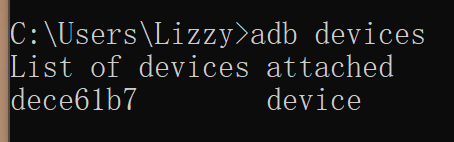 C:\Users\Lizzy>adb devices
List of devices attached
dece61b7        device